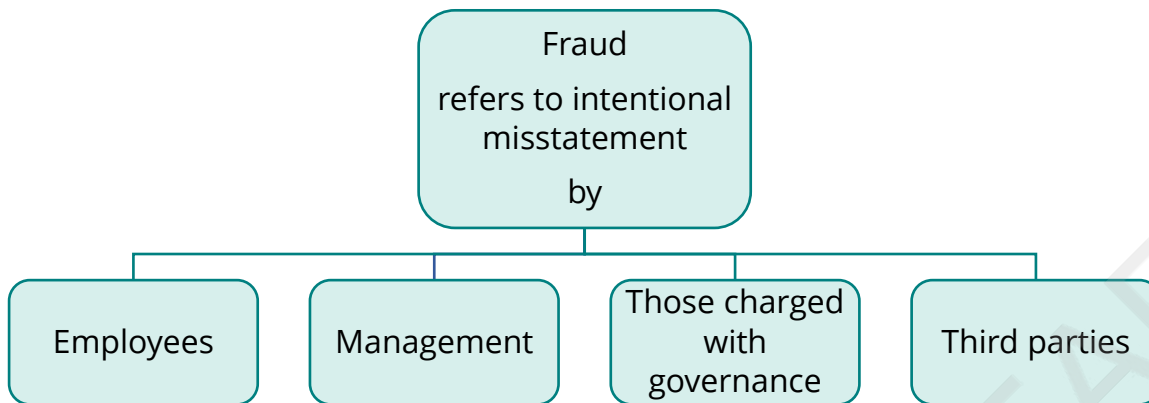 Fraud
refers to intentional
misstatement
by
Employees
Management
Those charged
with
governance
Third parties